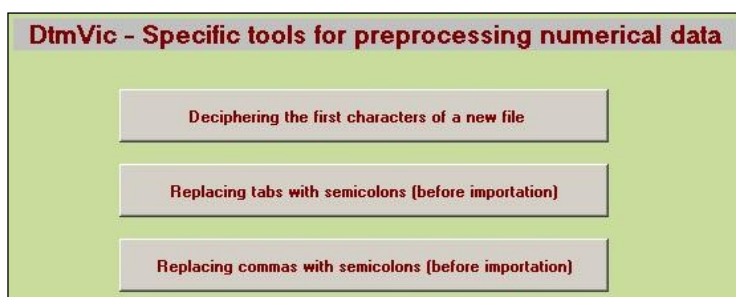 DtmVic - Specific tools for preprocessing numerical data
Deciphering the first characters of a new file
Replacing tabs with semicolons (before importation)
Replacing commas with semicolons (before importation)